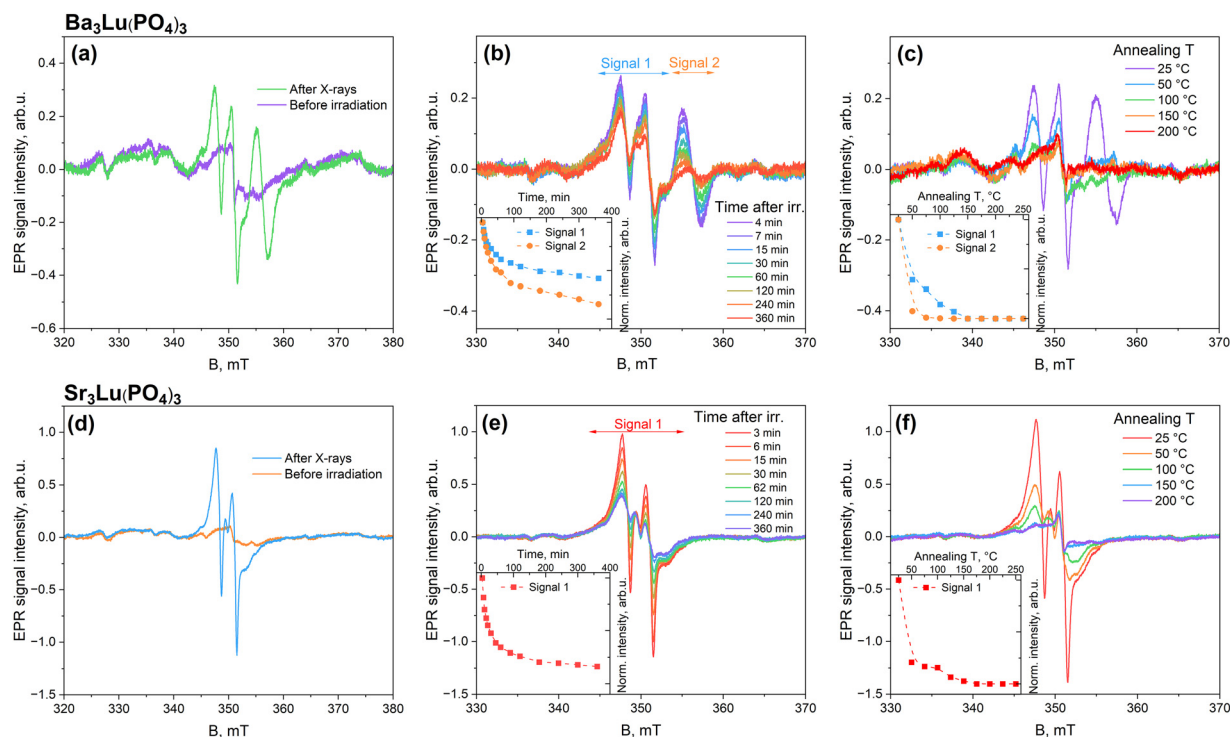 Ba₃Lu(PO₄)₃
(a)
After X-rays
Before irradiation
EPR signal intensity, arb.u.
0.4
0.2
0.0
−0.2
−0.4
−0.6
320 330 340 350 360 370 380
B, mT
(b)
Signal 1
Signal 2
EPR signal intensity, arb.u.
0.4
0.2
0.0
−0.2
−0.4
330 340 350 360 370
B, mT
Time after irr.
4 min
7 min
15 min
30 min
60 min
120 min
240 min
360 min
Time, min
0 100 200 300 400
Signal 1
Signal 2
Norm. intensity, arb.u.
(c)
Annealing T
25 °C
50 °C
100 °C
150 °C
200 °C
EPR signal intensity, arb.u.
0.4
0.2
0.0
−0.2
−0.4
330 340 350 360 370
B, mT
Annealing T, °C
50 100 150 200 250
Signal 1
Signal 2
Norm. intensity, arb.u.
Sr₃Lu(PO₄)₃
(d)
After X-rays
Before irradiation
EPR signal intensity, arb.u.
1.0
0.5
0.0
−0.5
−1.0
−1.5
320 330 340 350 360 370 380
B, mT
(e)
Signal 1
Time after irr.
3 min
6 min
15 min
30 min
62 min
120 min
240 min
360 min
EPR signal intensity, arb.u.
1.0
0.5
0.0
−0.5
−1.0
−1.5
330 340 350 360 370
B, mT
Time, min
0 100 200 300 400
Signal 1
Norm. intensity, arb.u.
(f)
Annealing T
25 °C
50 °C
100 °C
150 °C
200 °C
EPR signal intensity, arb.u.
1.0
0.5
0.0
−0.5
−1.0
−1.5
330 340 350 360 370
B, mT
Annealing T, °C
50 100 150 200 250
Signal 1
Norm. intensity, arb.u.